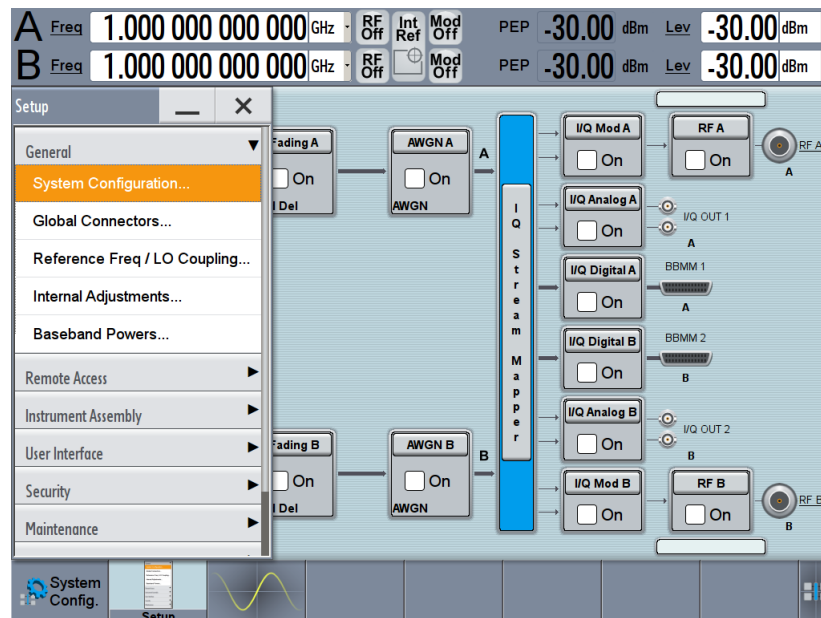 A Freq 1.000 000 000 000 GHz RF Off Int Ref Mod Off PEP -30.00 dBm Lev -30.00 dBm
B Freq 1.000 000 000 000 GHz RF Off Mod Off PEP -30.00 dBm Lev -30.00 dBm
Setup
General
System Configuration...
Global Connectors...
Reference Freq / LO Coupling...
Internal Adjustments...
Baseband Powers...
Remote Access
Instrument Assembly
User Interface
Security
Maintenance
Fading A
On
Del
AWGN A
On
AWGN
A
Fading B
On
Del
AWGN B
On
AWGN
B
I/Q Stream Mapper
I/Q Mod A
On
RF A
On
RF A
A
I/Q Analog A
On
I/Q OUT 1
A
I/Q Digital A
On
BBMM 1
A
I/Q Digital B
On
BBMM 2
B
I/Q Analog B
On
I/Q OUT 2
B
I/Q Mod B
On
RF B
On
RF B
B
System
Config.
Setup